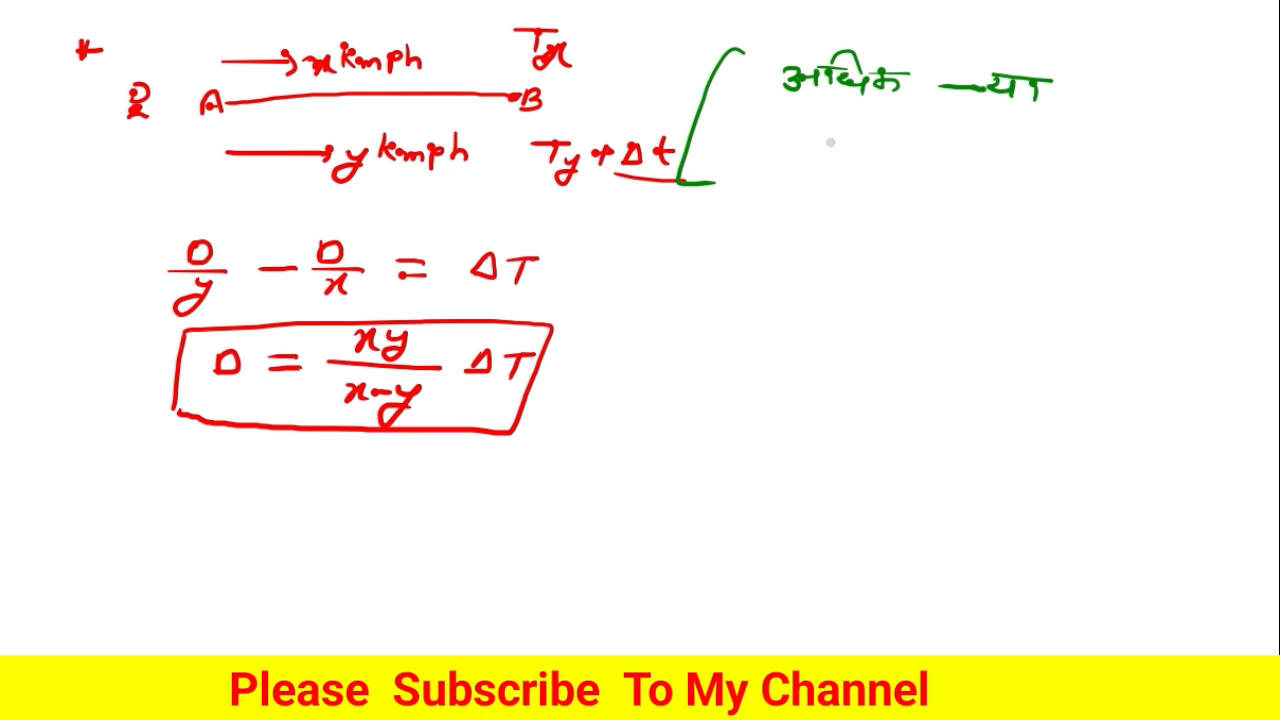 * → x kmph Tx
Q A B
→ y kmph Ty + Δt
अधिक — या
D/y - D/x = ΔT
D = xy/x-y ΔT
Please Subscribe To My Channel